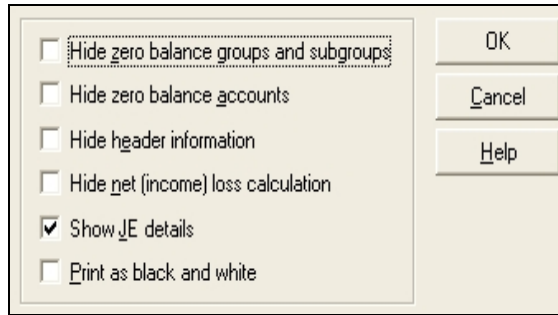 Hide zero balance groups and subgroups
Hide zero balance accounts
Hide header information
Hide net (income) loss calculation
Show JE details
Print as black and white
OK
Cancel
Help